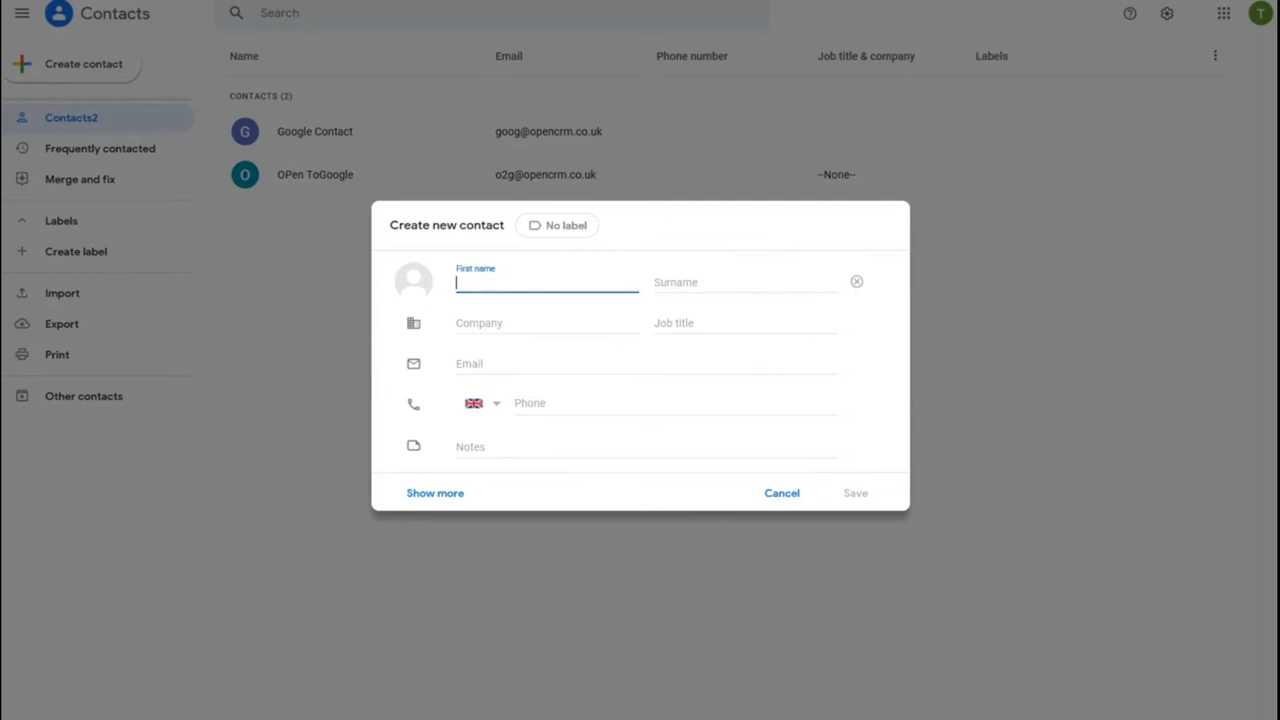 Contacts
Search
T
Create contact
Name Email Phone number Job title & company Labels
CONTACTS (2)
Contacts2
G Google Contact goog@opencrm.co.uk
Frequently contacted
O OPen ToGoogle o2g@opencrm.co.uk --None--
Merge and fix
Labels
Create label
Import
Export
Print
Other contacts
Create new contact No label
First name
Surname
Company Job title
Email
Phone
Notes
Show more Cancel Save